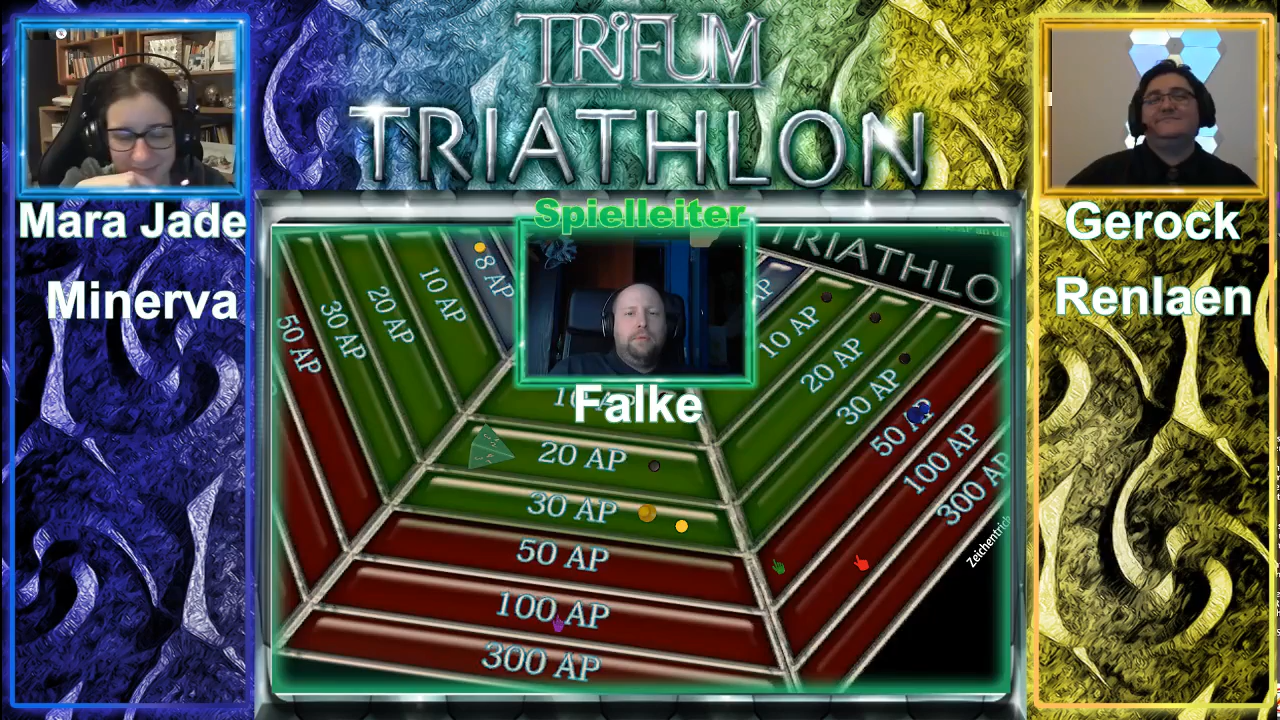 TRiFUM
TRIATHLON
Spielleiter
Mara Jade
Minerva
Gerock
Renlaen
Falke
TRIATHLO
8 AP
10 AP
20 AP
30 AP
50 AP
AP
10 AP
20 AP
30 AP
50 AP
100 AP
300 AP
20 AP
30 AP
50 AP
100 AP
300 AP
Zeichentrick